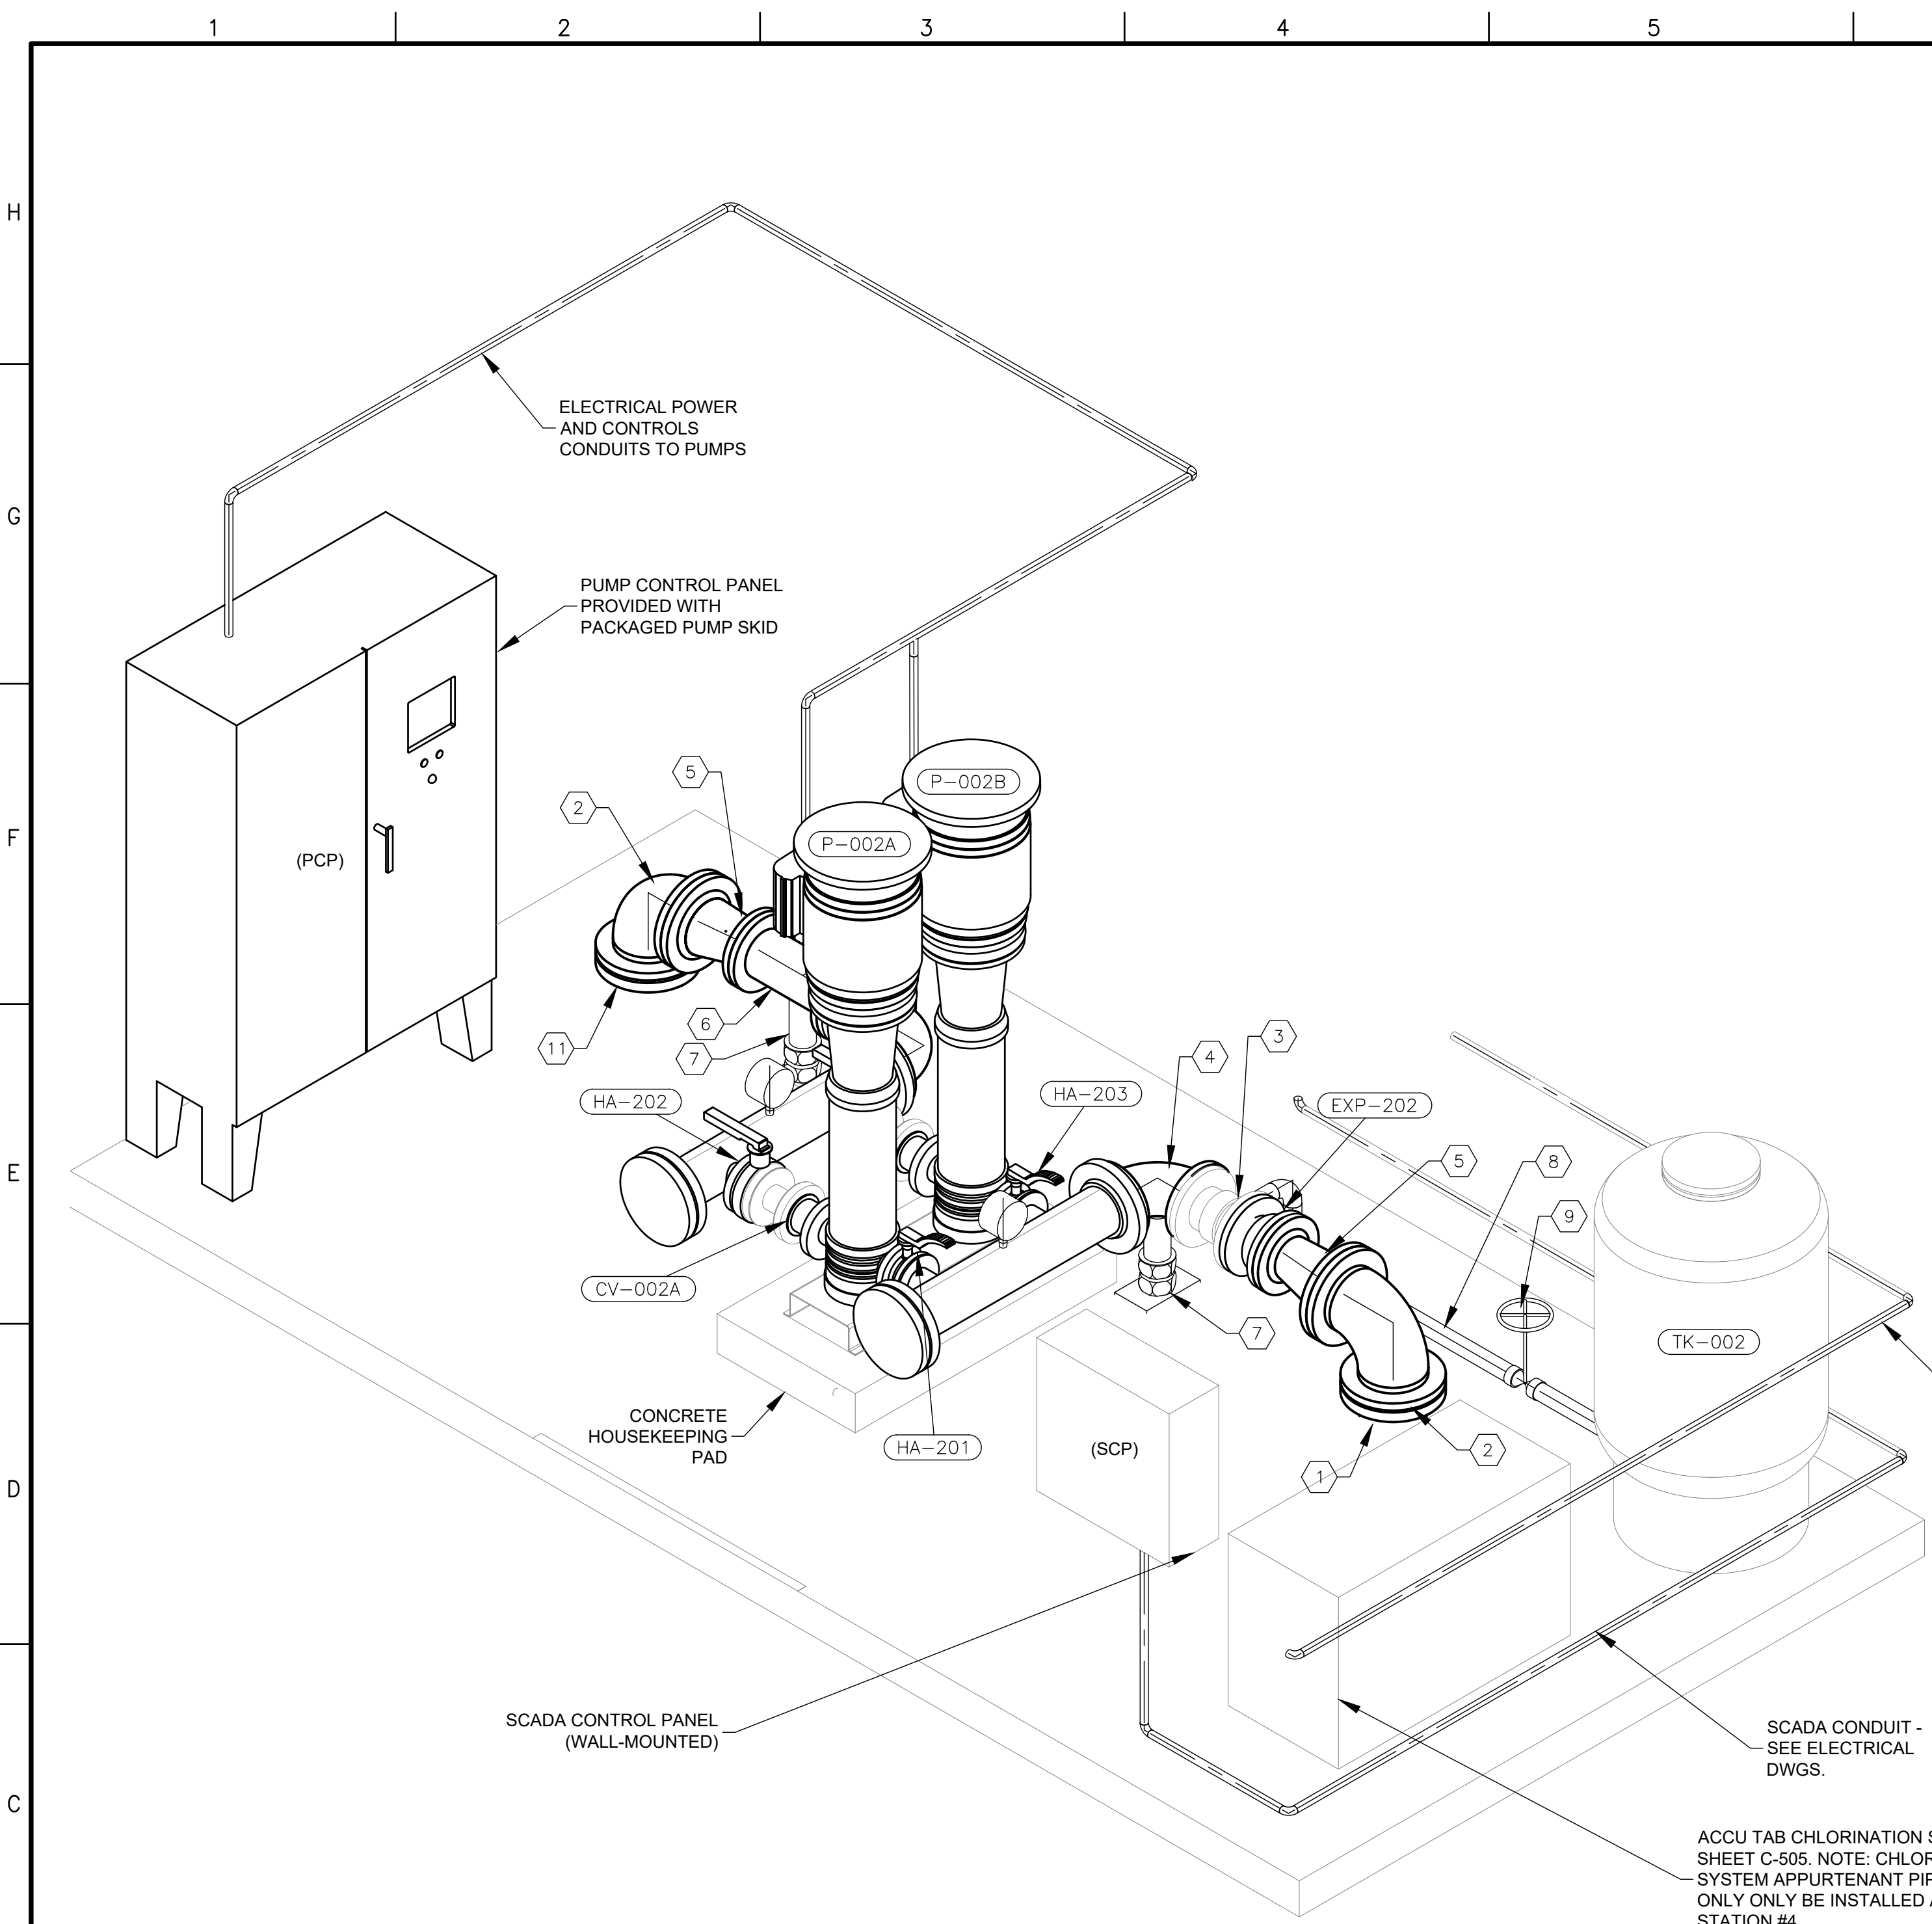 1
2
3
4
5
H
G
F
E
D
C
ELECTRICAL POWER
AND CONTROLS
CONDUITS TO PUMPS
PUMP CONTROL PANEL
PROVIDED WITH
PACKAGED PUMP SKID
5
P-002B
2
P-002A
(PCP)
6
11
7
3
4
HA-202
HA-203
EXP-202
5
8
9
CV-002A
7
TK-002
CONCRETE
HOUSEKEEPING
PAD
HA-201
(SCP)
2
1
SCADA CONTROL PANEL
(WALL-MOUNTED)
SCADA CONDUIT -
SEE ELECTRICAL
DWGS.
ACCU TAB CHLORINATION
SHEET C-505. NOTE:
SYSTEM APPURTENANT
ONLY ONLY BE INSTALLED
STATION #4